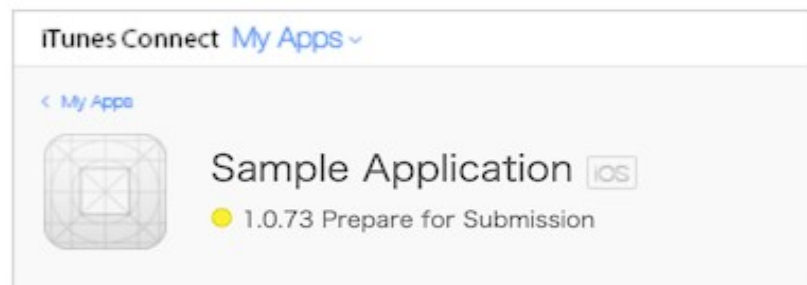 iTunes Connect My Apps
< My Apps
Sample Application iOS
1.0.73 Prepare for Submission